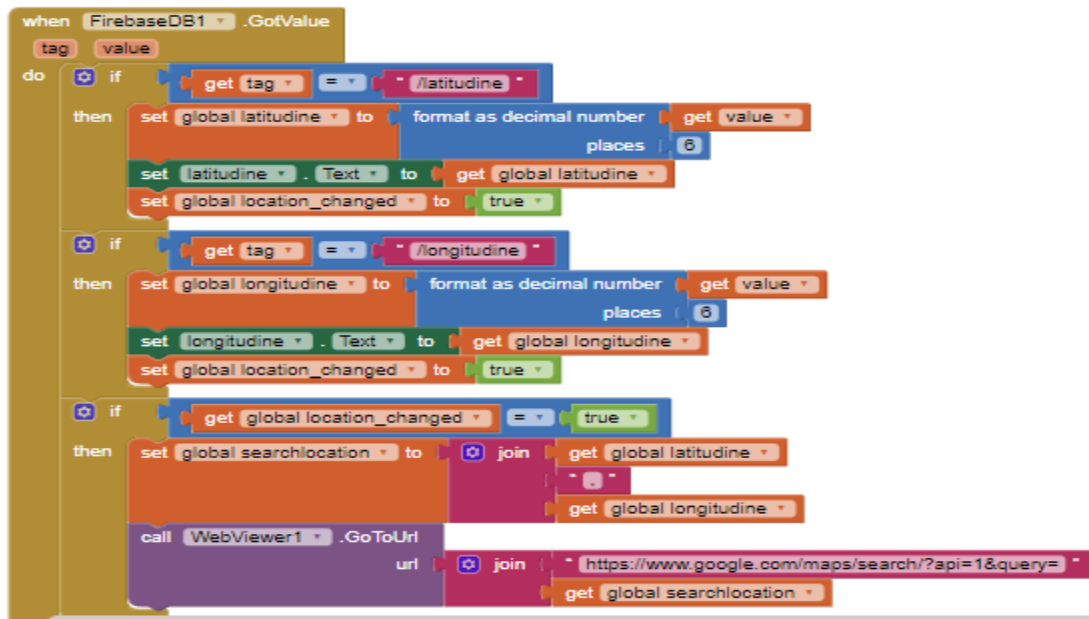 when FirebaseDB1 .GotValue
tag value
do if get tag = " /latitudine "
then set global latitudine to format as decimal number get value
places 6
set latitudine . Text to get global latitudine
set global location_changed to true
if get tag = " /longitudine "
then set global longitudine to format as decimal number get value
places 6
set longitudine . Text to get global longitudine
set global location_changed to true
if get global location_changed = true
then set global searchlocation to join get global latitudine
" , "
get global longitudine
call WebViewer1 .GoToUrl
url join " https://www.google.com/maps/search/?api=1&query= "
get global searchlocation